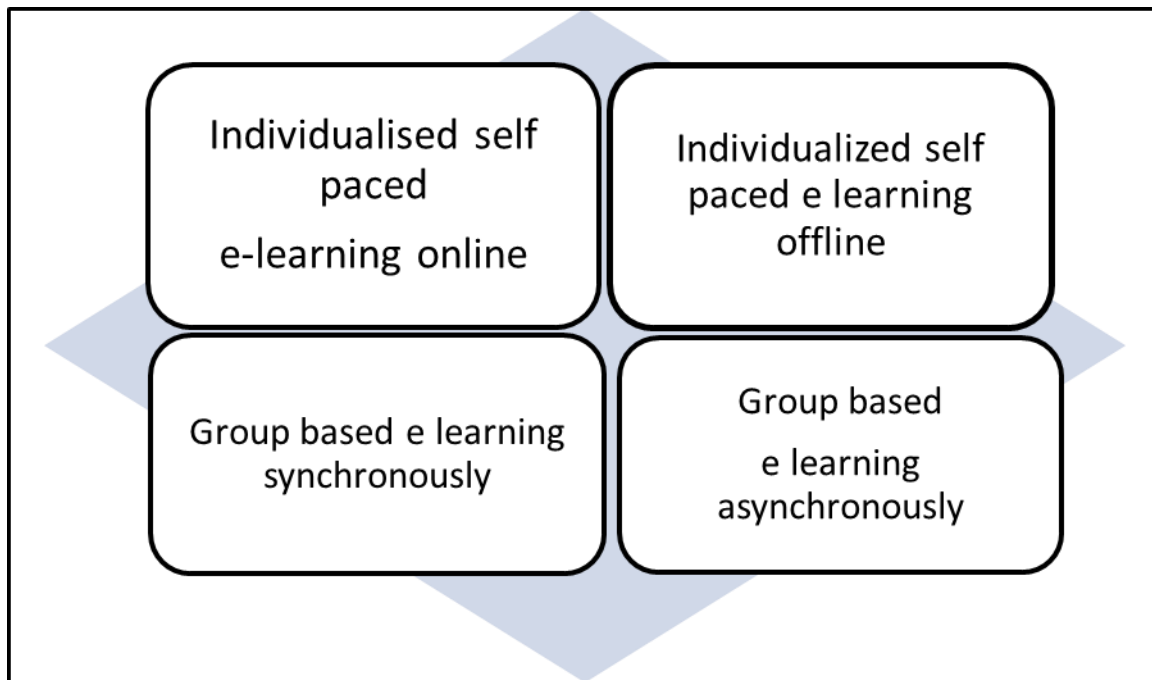 Individualised self
paced
e-learning online
Individualized self
paced e learning
offline
Group based e learning
synchronously
Group based
e learning
asynchronously